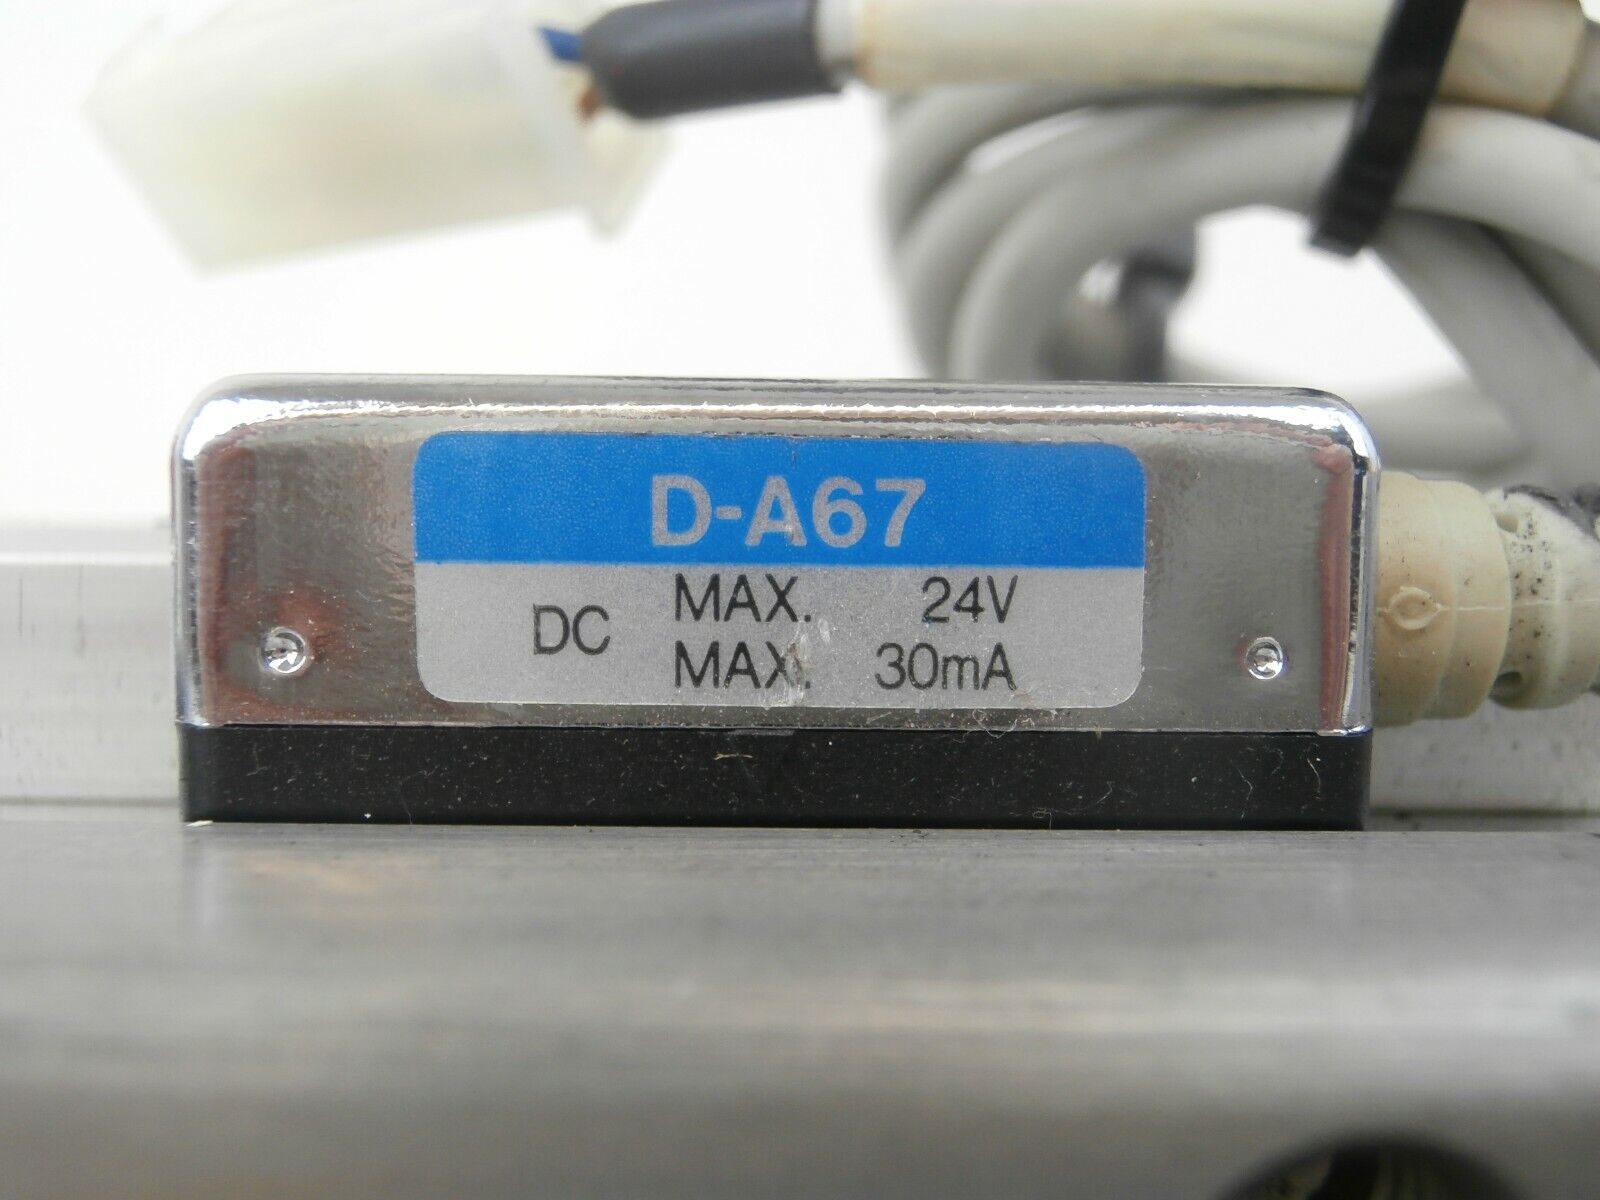 D-A67
DC MAX. 24V
MAX. 30mA